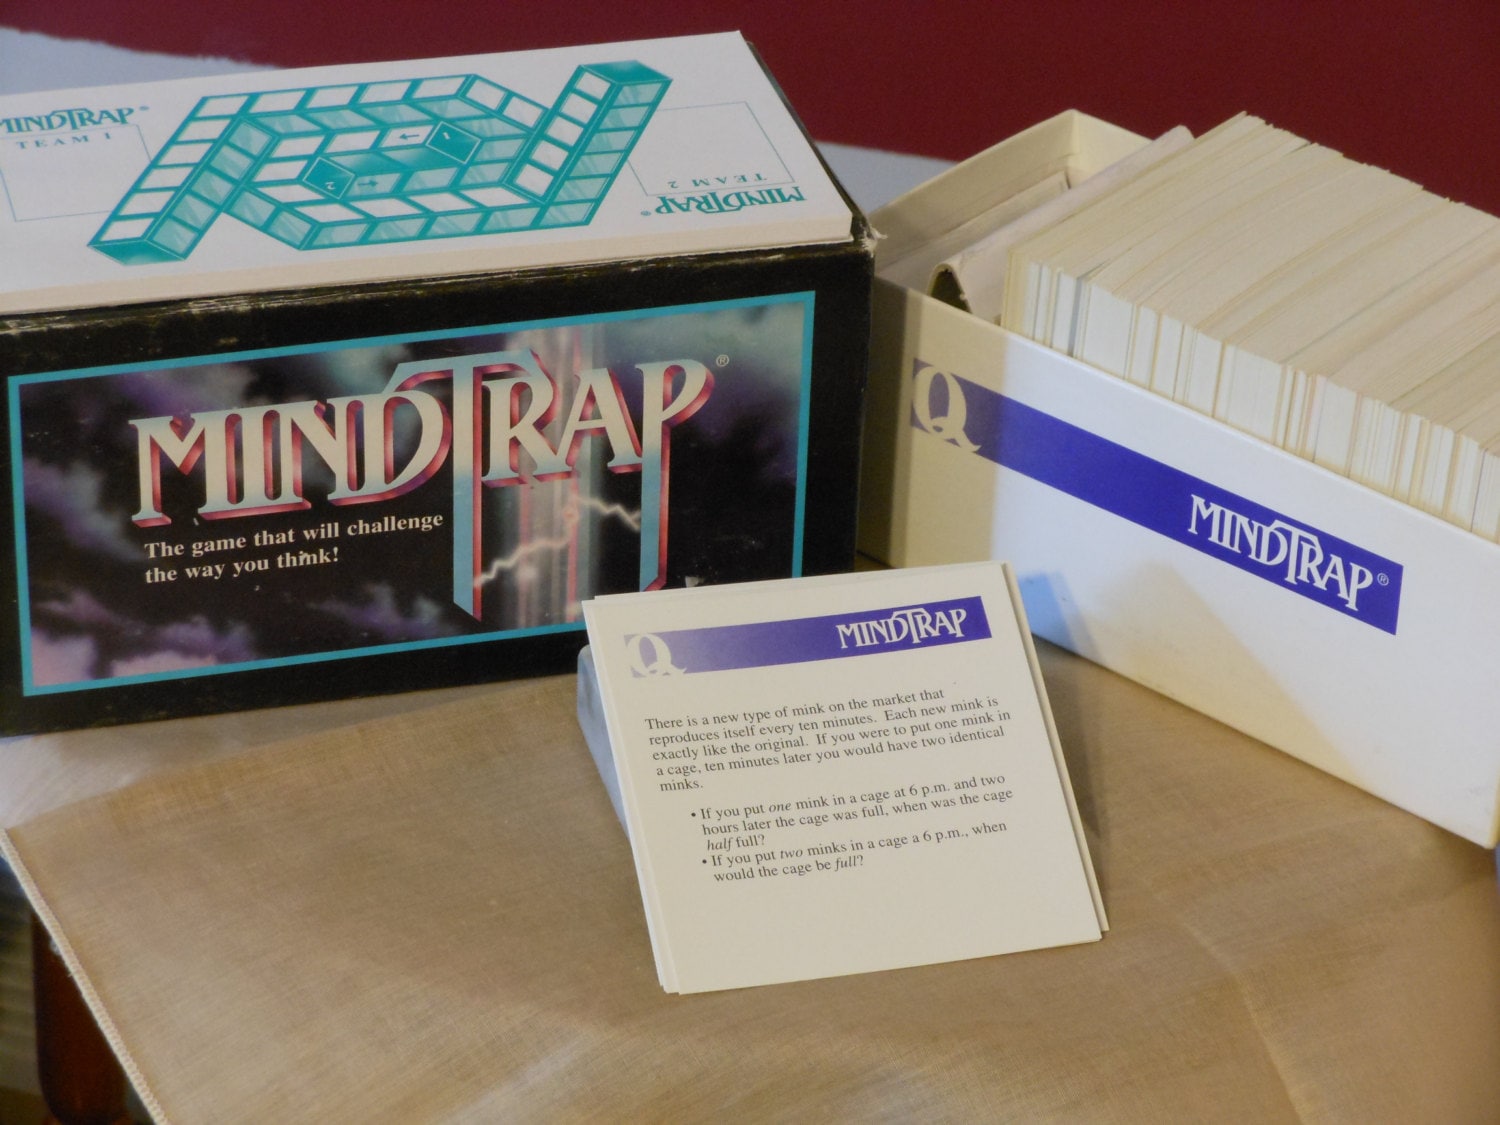 MINDTRAP®
TEAM 1
1
2
TEAM 2
MINDTRAP®
MINDTRAP®
The game that will challenge
the way you think!
Q
MINDTRAP®
Q MINDTRAP
There is a new type of mink on the market that
reproduces itself every ten minutes. Each new mink is
exactly like the original. If you were to put one mink in
a cage, ten minutes later you would have two identical
minks.
• If you put one mink in a cage at 6 p.m. and two
hours later the cage was full, when was the cage
half full?
• If you put two minks in a cage a 6 p.m., when
would the cage be full?